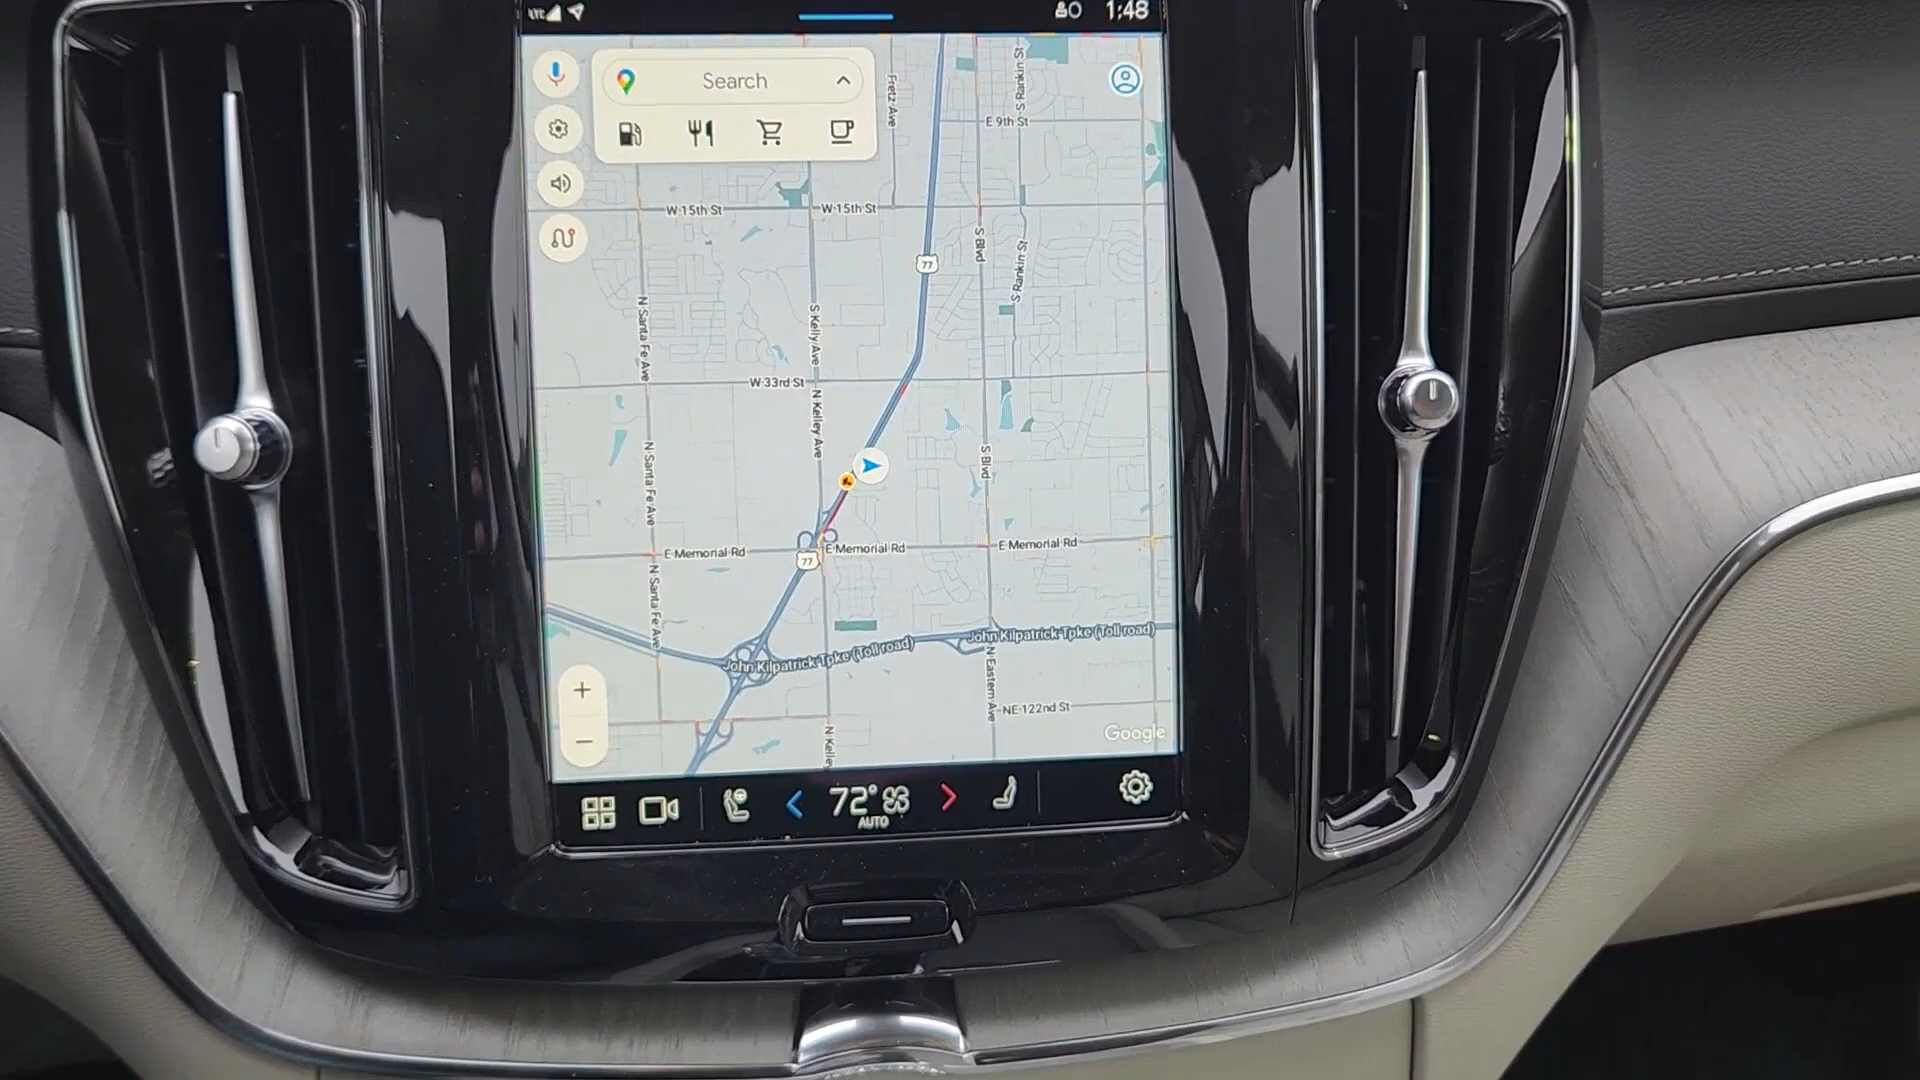 LTE
1:48
Search
Fretz Ave
S Rankin St
E 9th St
W 15th St
W 15th St
S Blvd
77
S Rankin St
N Santa Fe Ave
S Kelly Ave
W 33rd St
N Kelley Ave
N Santa Fe Ave
S Blvd
E Memorial Rd
E Memorial Rd
E Memorial Rd
77
N Santa Fe Ave
John Kilpatrick Tpke (Toll road)
John Kilpatrick Tpke (Toll road)
N Eastern Ave
NE 122nd St
N Kelley
Google
72°
AUTO